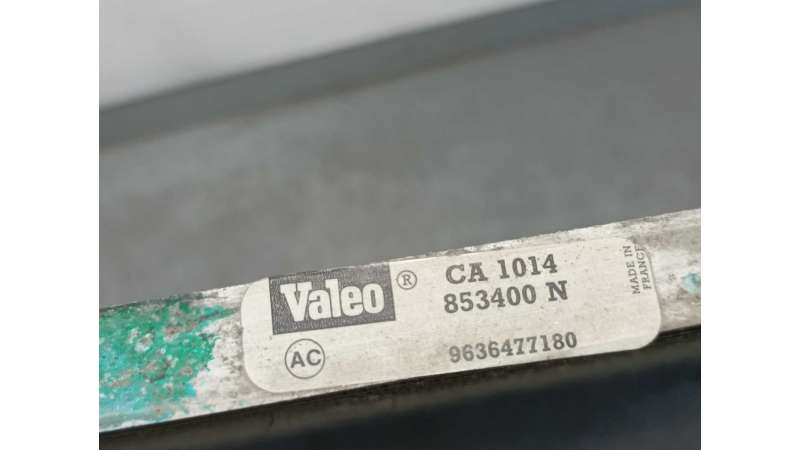 Valeo ® CA 1014
853400 N
AC 9636477180
MADE IN
FRANCE